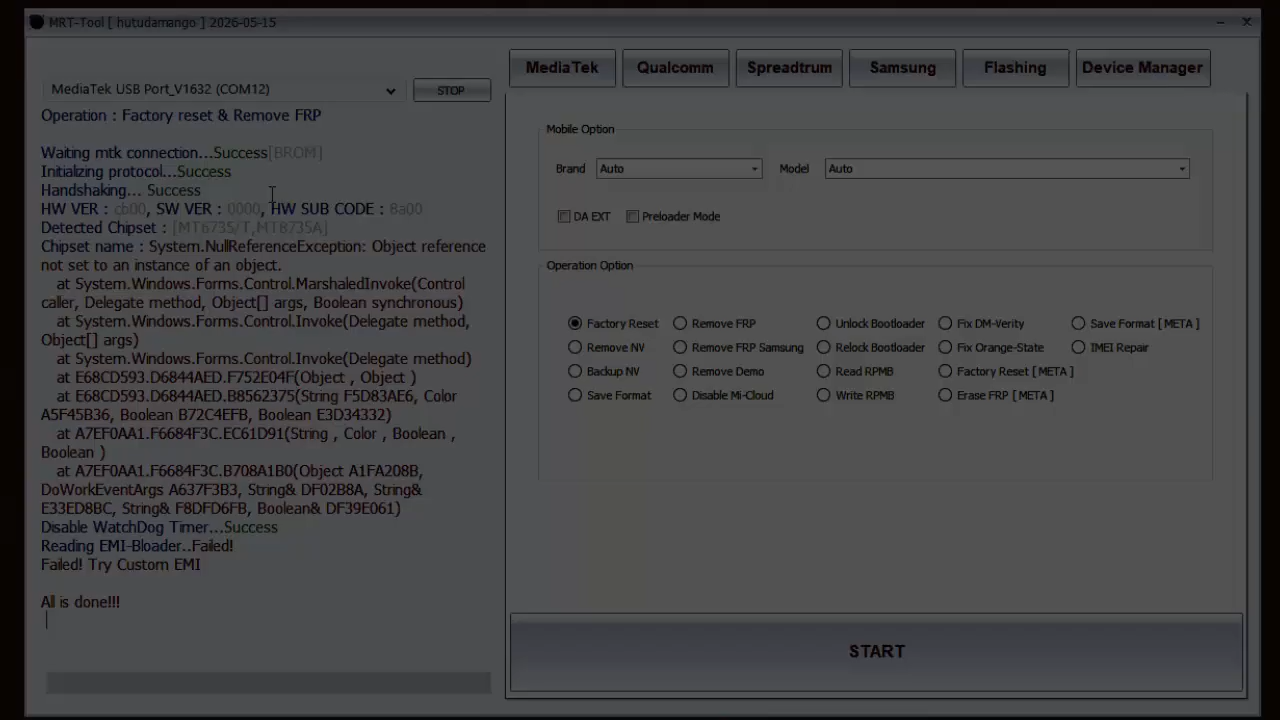 MRT-Tool [ hutudamango ] 2026-05-15
MediaTek USB Port_V1632 (COM12)
STOP
Operation : Factory reset & Remove FRP
Waiting mtk connection...Success[BROM]
Initializing protocol...Success
Handshaking... Success
HW VER : cb00, SW VER : 0000, HW SUB CODE : 8a00
Detected Chipset : [MT6735/T,MT8735A]
Chipset name : System.NullReferenceException: Object reference
not set to an instance of an object.
at System.Windows.Forms.Control.MarshaledInvoke(Control
caller, Delegate method, Object[] args, Boolean synchronous)
at System.Windows.Forms.Control.Invoke(Delegate method,
Object[] args)
at System.Windows.Forms.Control.Invoke(Delegate method)
at E68CD593.D6844AED.F752E04F(Object , Object )
at E68CD593.D6844AED.B8562375(String F5D83AE6, Color
A5F45B36, Boolean B72C4EFB, Boolean E3D34332)
at A7EF0AA1.F6684F3C.EC61D91(String , Color , Boolean ,
Boolean )
at A7EF0AA1.F6684F3C.B708A1B0(Object A1FA208B,
DoWorkEventArgs A637F3B3, String& DF02B8A, String&
E33ED8BC, String& F8DFD6FB, Boolean& DF39E061)
Disable WatchDog Timer...Success
Reading EMI-Bloader..Failed!
Failed! Try Custom EMI
All is done!!!
MediaTek
Qualcomm
Spreadtrum
Samsung
Flashing
Device Manager
Mobile Option
Brand
Auto
Model
Auto
DA EXT
Preloader Mode
Operation Option
Factory Reset
Remove FRP
Unlock Bootloader
Fix DM-Verity
Save Format [ META ]
Remove NV
Remove FRP Samsung
Relock Bootloader
Fix Orange-State
IMEI Repair
Backup NV
Remove Demo
Read RPMB
Factory Reset [ META ]
Save Format
Disable Mi-Cloud
Write RPMB
Erase FRP [ META ]
START